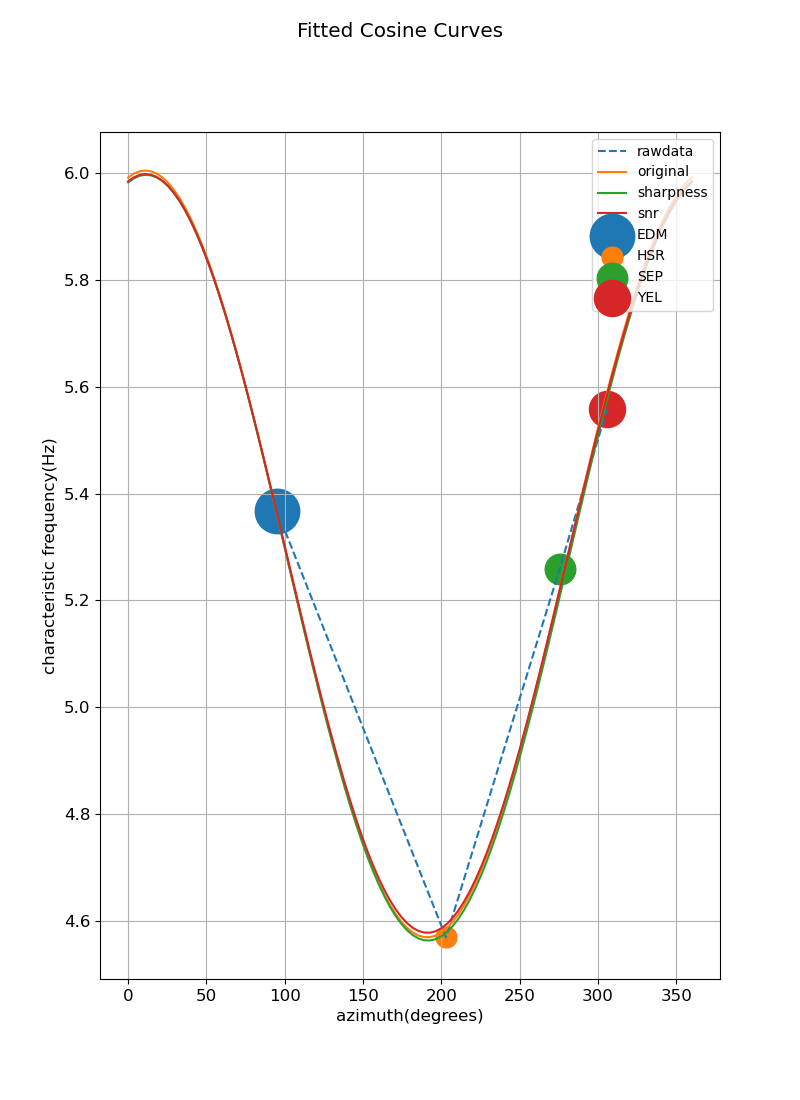 Fitted Cosine Curves
6.0
5.8
5.6
5.4
5.2
5.0
4.8
4.6
characteristic frequency(Hz)
rawdata
original
sharpness
snr
EDM
HSR
SEP
YEL
0 50 100 150 200 250 300 350
azimuth(degrees)